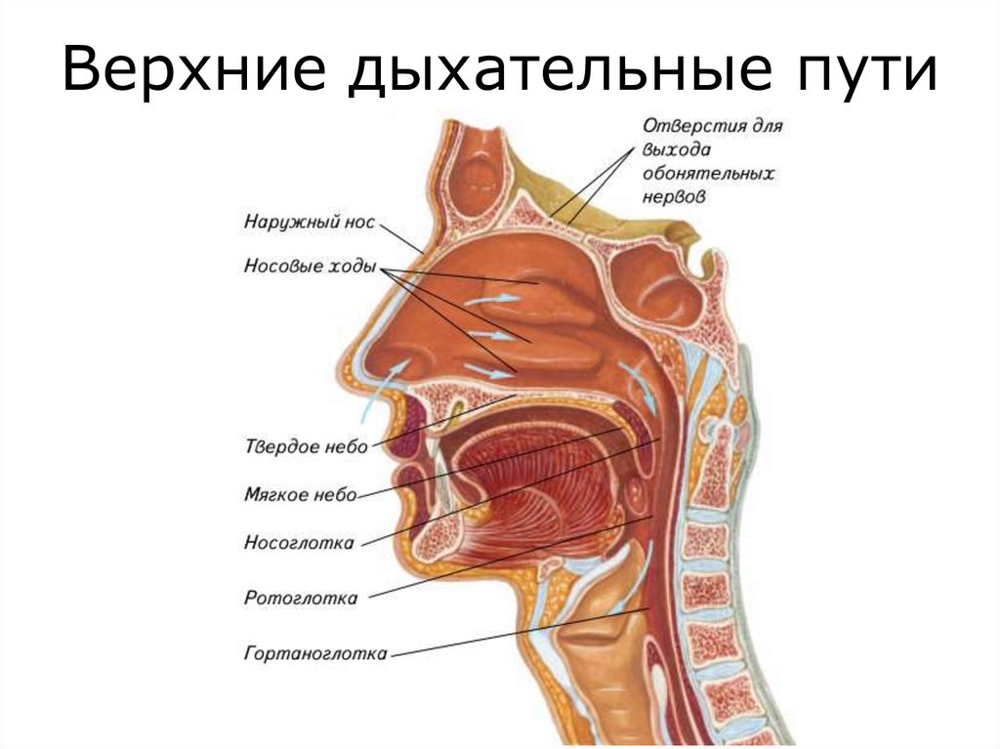 Верхние дыхательные пути
Отверстия для
выхода
обонятельных
нервов
Наружный нос
Носовые ходы
Твердое небо
Мягкое небо
Носоглотка
Ротоглотка
Гортаноглотка